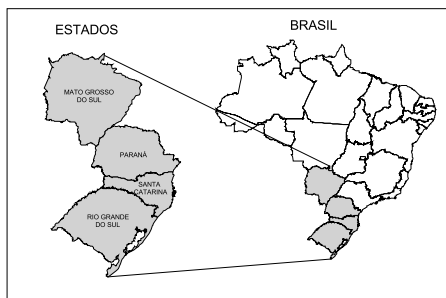 ESTADOS
BRASIL
MATO GROSSO
DO SUL
PARANÁ
SANTA
CATARINA
RIO GRANDE
DO SUL